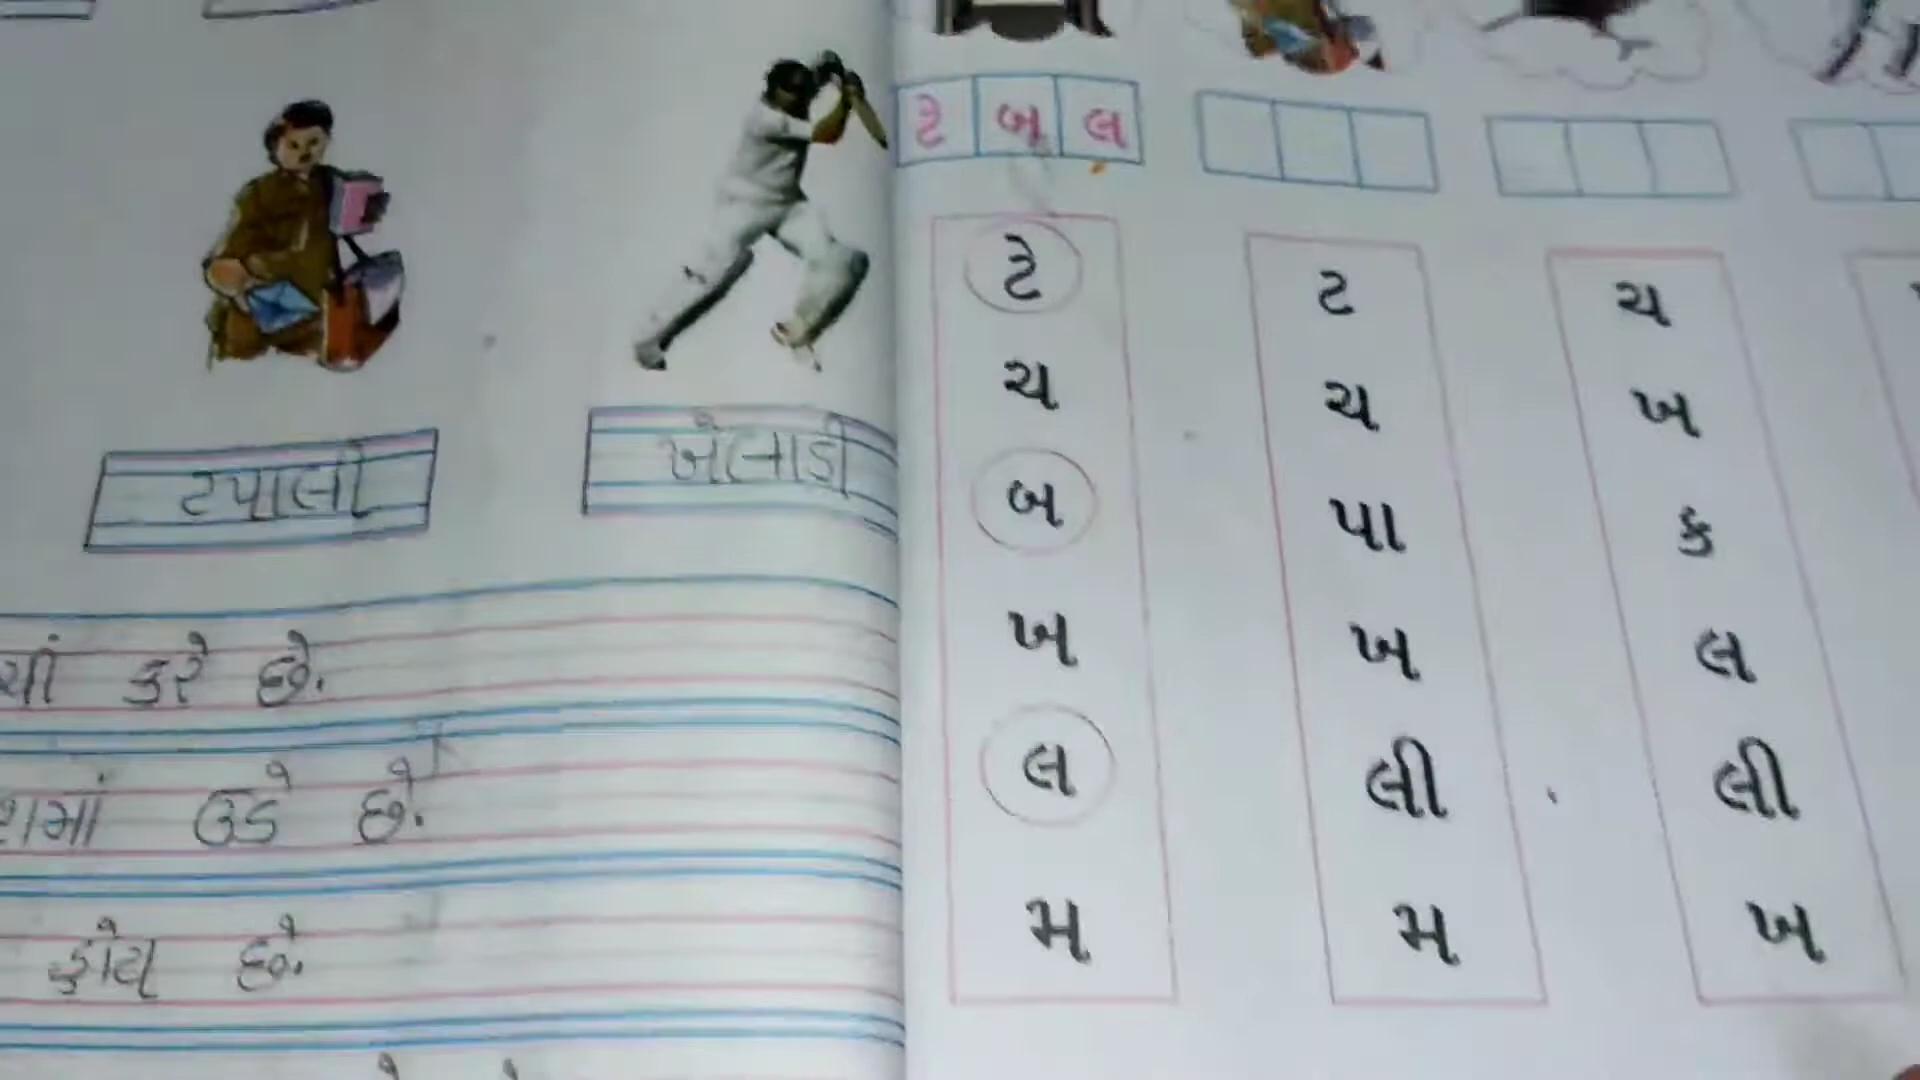 ટપાલી
ખેલાડી
કરે છે.
ઉડે છે.
છે.
ટે બ લ
ટે
ચ
બ
ખ
લ
મ
ટ
ચ
પા
ખ
લી
મ
ચ
ખ
ક
લ
લી
ખ